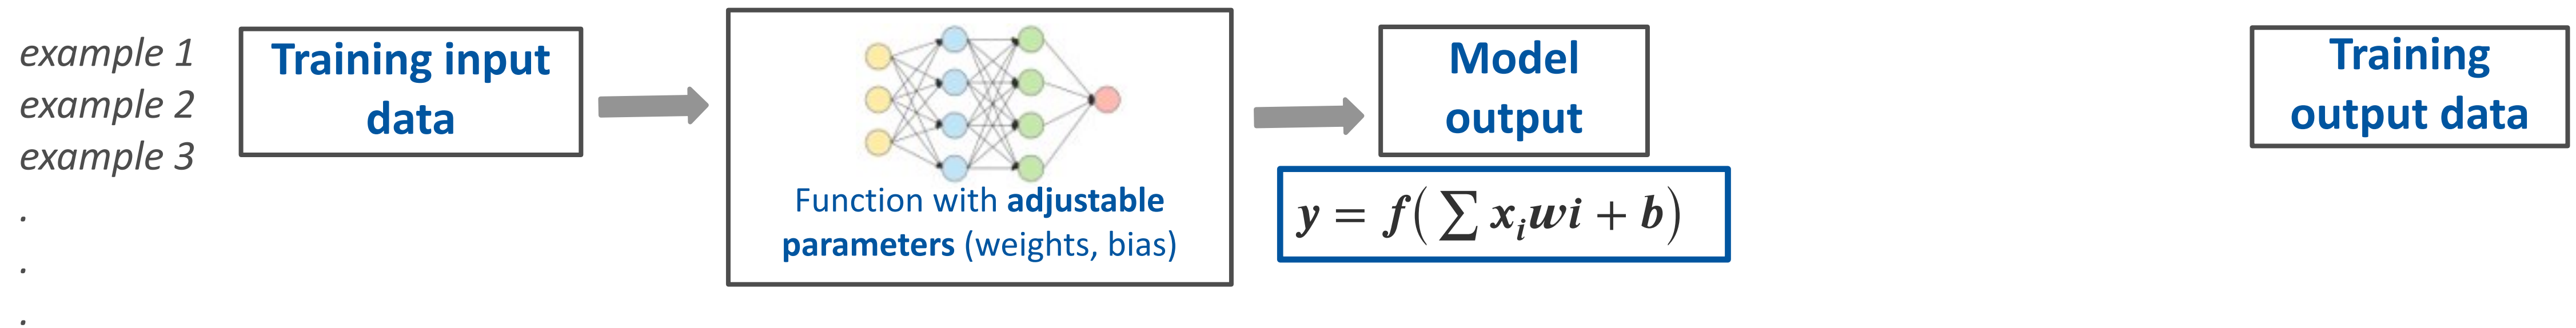 example 1
example 2
example 3
.
.
.
Training input
data
Function with adjustable
parameters (weights, bias)
Model
output
y = f( ∑ xᵢwi + b)
Training
output data